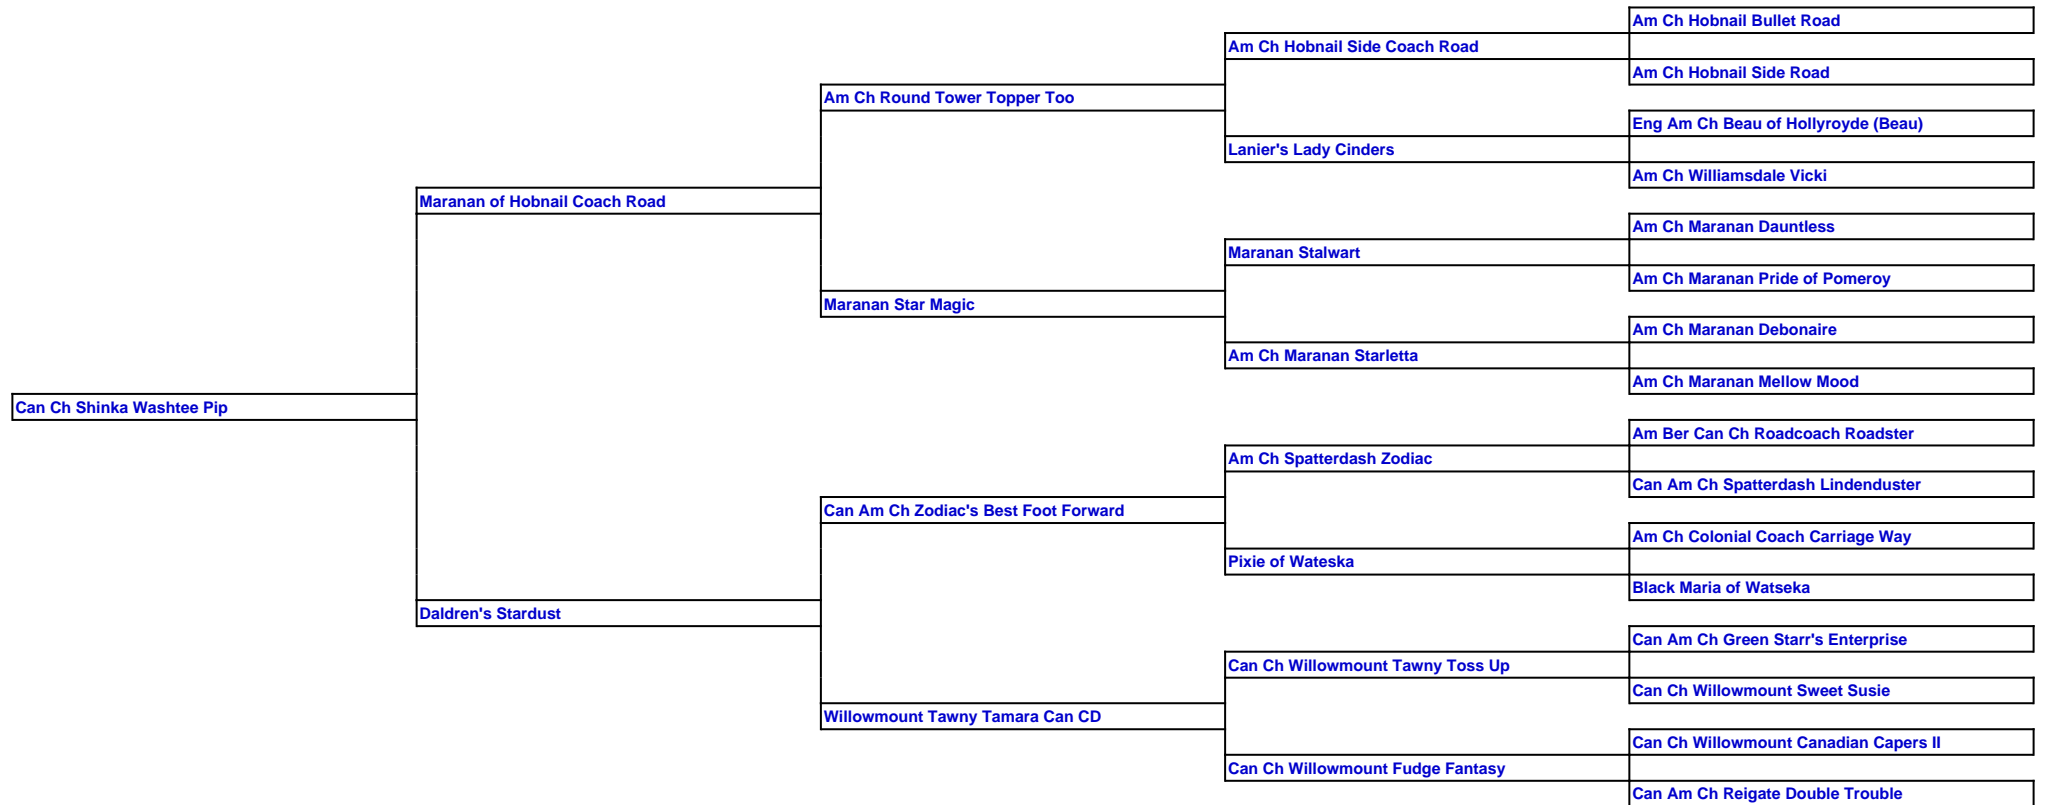 Am Ch Hobnail Bullet Road
Am Ch Hobnail Side Coach Road
Am Ch Hobnail Side Road
Am Ch Round Tower Topper Too
Eng Am Ch Beau of Hollyroyde (Beau)
Lanier's Lady Cinders
Am Ch Williamsdale Vicki
Maranan of Hobnail Coach Road
Am Ch Maranan Dauntless
Maranan Stalwart
Am Ch Maranan Pride of Pomeroy
Maranan Star Magic
Am Ch Maranan Debonaire
Am Ch Maranan Starletta
Am Ch Maranan Mellow Mood
Can Ch Shinka Washtee Pip
Am Ber Can Ch Roadcoach Roadster
Am Ch Spatterdash Zodiac
Can Am Ch Spatterdash Lindenduster
Can Am Ch Zodiac's Best Foot Forward
Am Ch Colonial Coach Carriage Way
Pixie of Wateska
Black Maria of Watseka
Daldren's Stardust
Can Am Ch Green Starr's Enterprise
Can Ch Willowmount Tawny Toss Up
Can Ch Willowmount Sweet Susie
Willowmount Tawny Tamara Can CD
Can Ch Willowmount Canadian Capers II
Can Ch Willowmount Fudge Fantasy
Can Am Ch Reigate Double Trouble